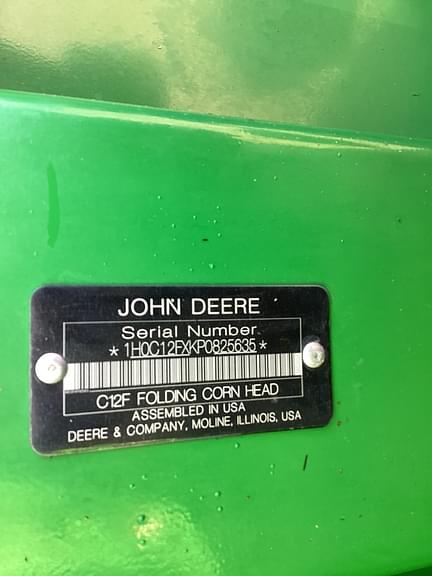 JOHN DEERE
Serial Number
*1H0C12FXKP0825635*
C12F FOLDING CORN HEAD
ASSEMBLED IN USA
DEERE & COMPANY, MOLINE, ILLINOIS, USA